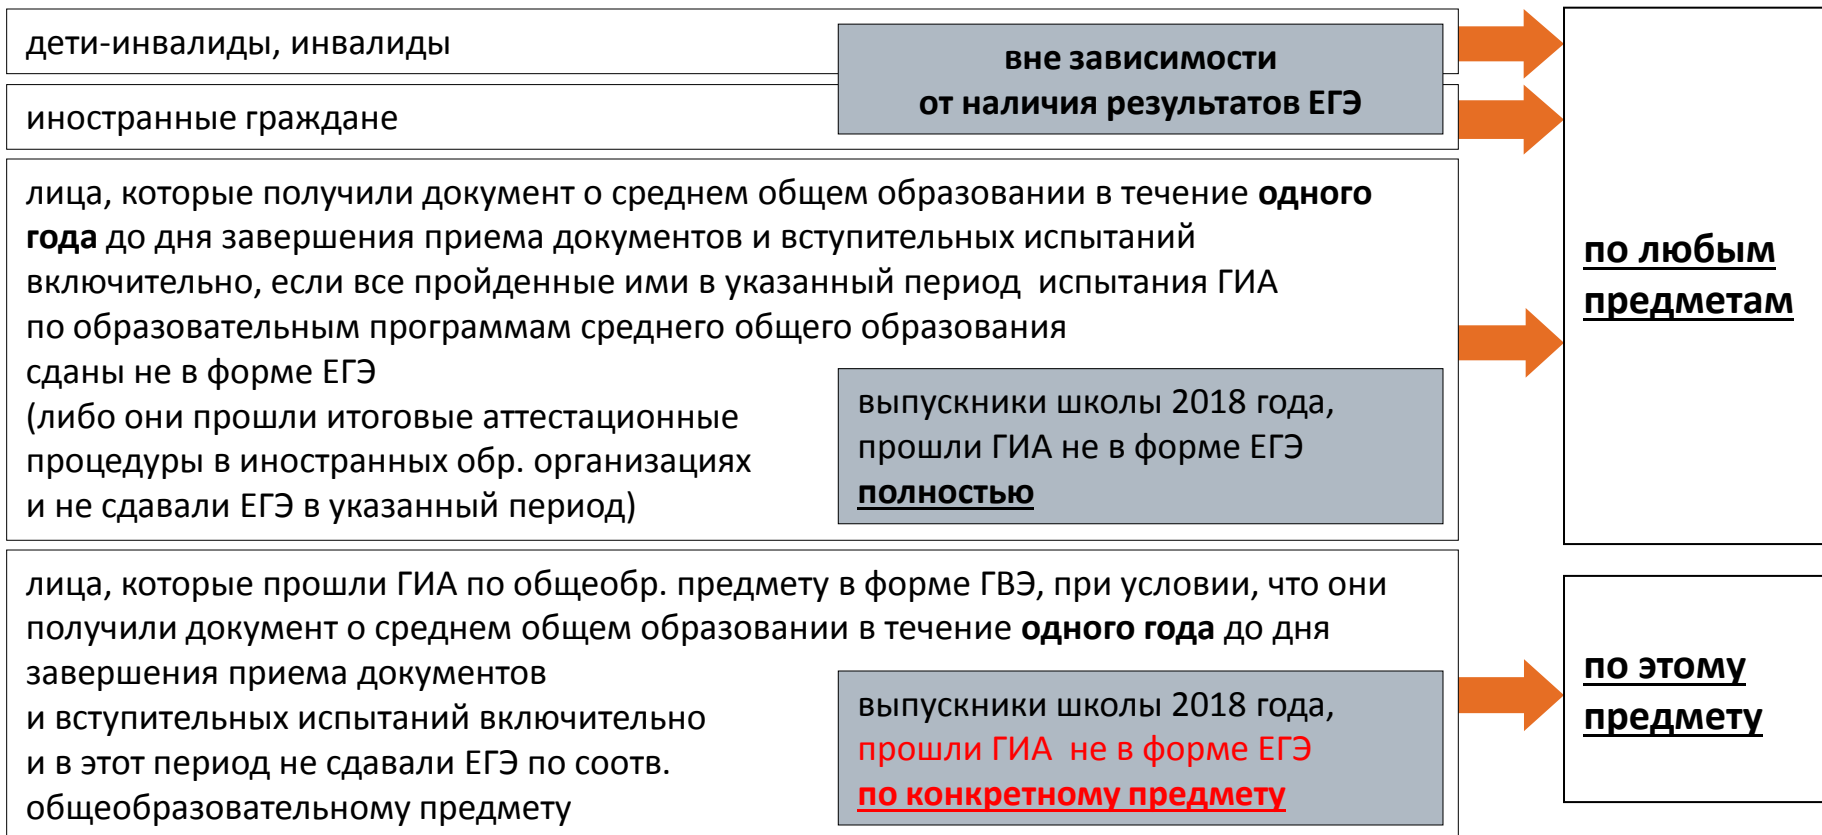 дети-инвалиды, инвалиды
вне зависимости
от наличия результатов ЕГЭ
иностранные граждане
лица, которые получили документ о среднем общем образовании в течение одного
года до дня завершения приема документов и вступительных испытаний
включительно, если все пройденные ими в указанный период испытания ГИА
по образовательным программам среднего общего образования
сданы не в форме ЕГЭ
(либо они прошли итоговые аттестационные
процедуры в иностранных обр. организациях
и не сдавали ЕГЭ в указанный период)
выпускники школы 2018 года,
прошли ГИА не в форме ЕГЭ
полностью
по любым
предметам
лица, которые прошли ГИА по общеобр. предмету в форме ГВЭ, при условии, что они
получили документ о среднем общем образовании в течение одного года до дня
завершения приема документов
и вступительных испытаний включительно
и в этот период не сдавали ЕГЭ по соотв.
общеобразовательному предмету
выпускники школы 2018 года,
прошли ГИА не в форме ЕГЭ
по конкретному предмету
по этому
предмету